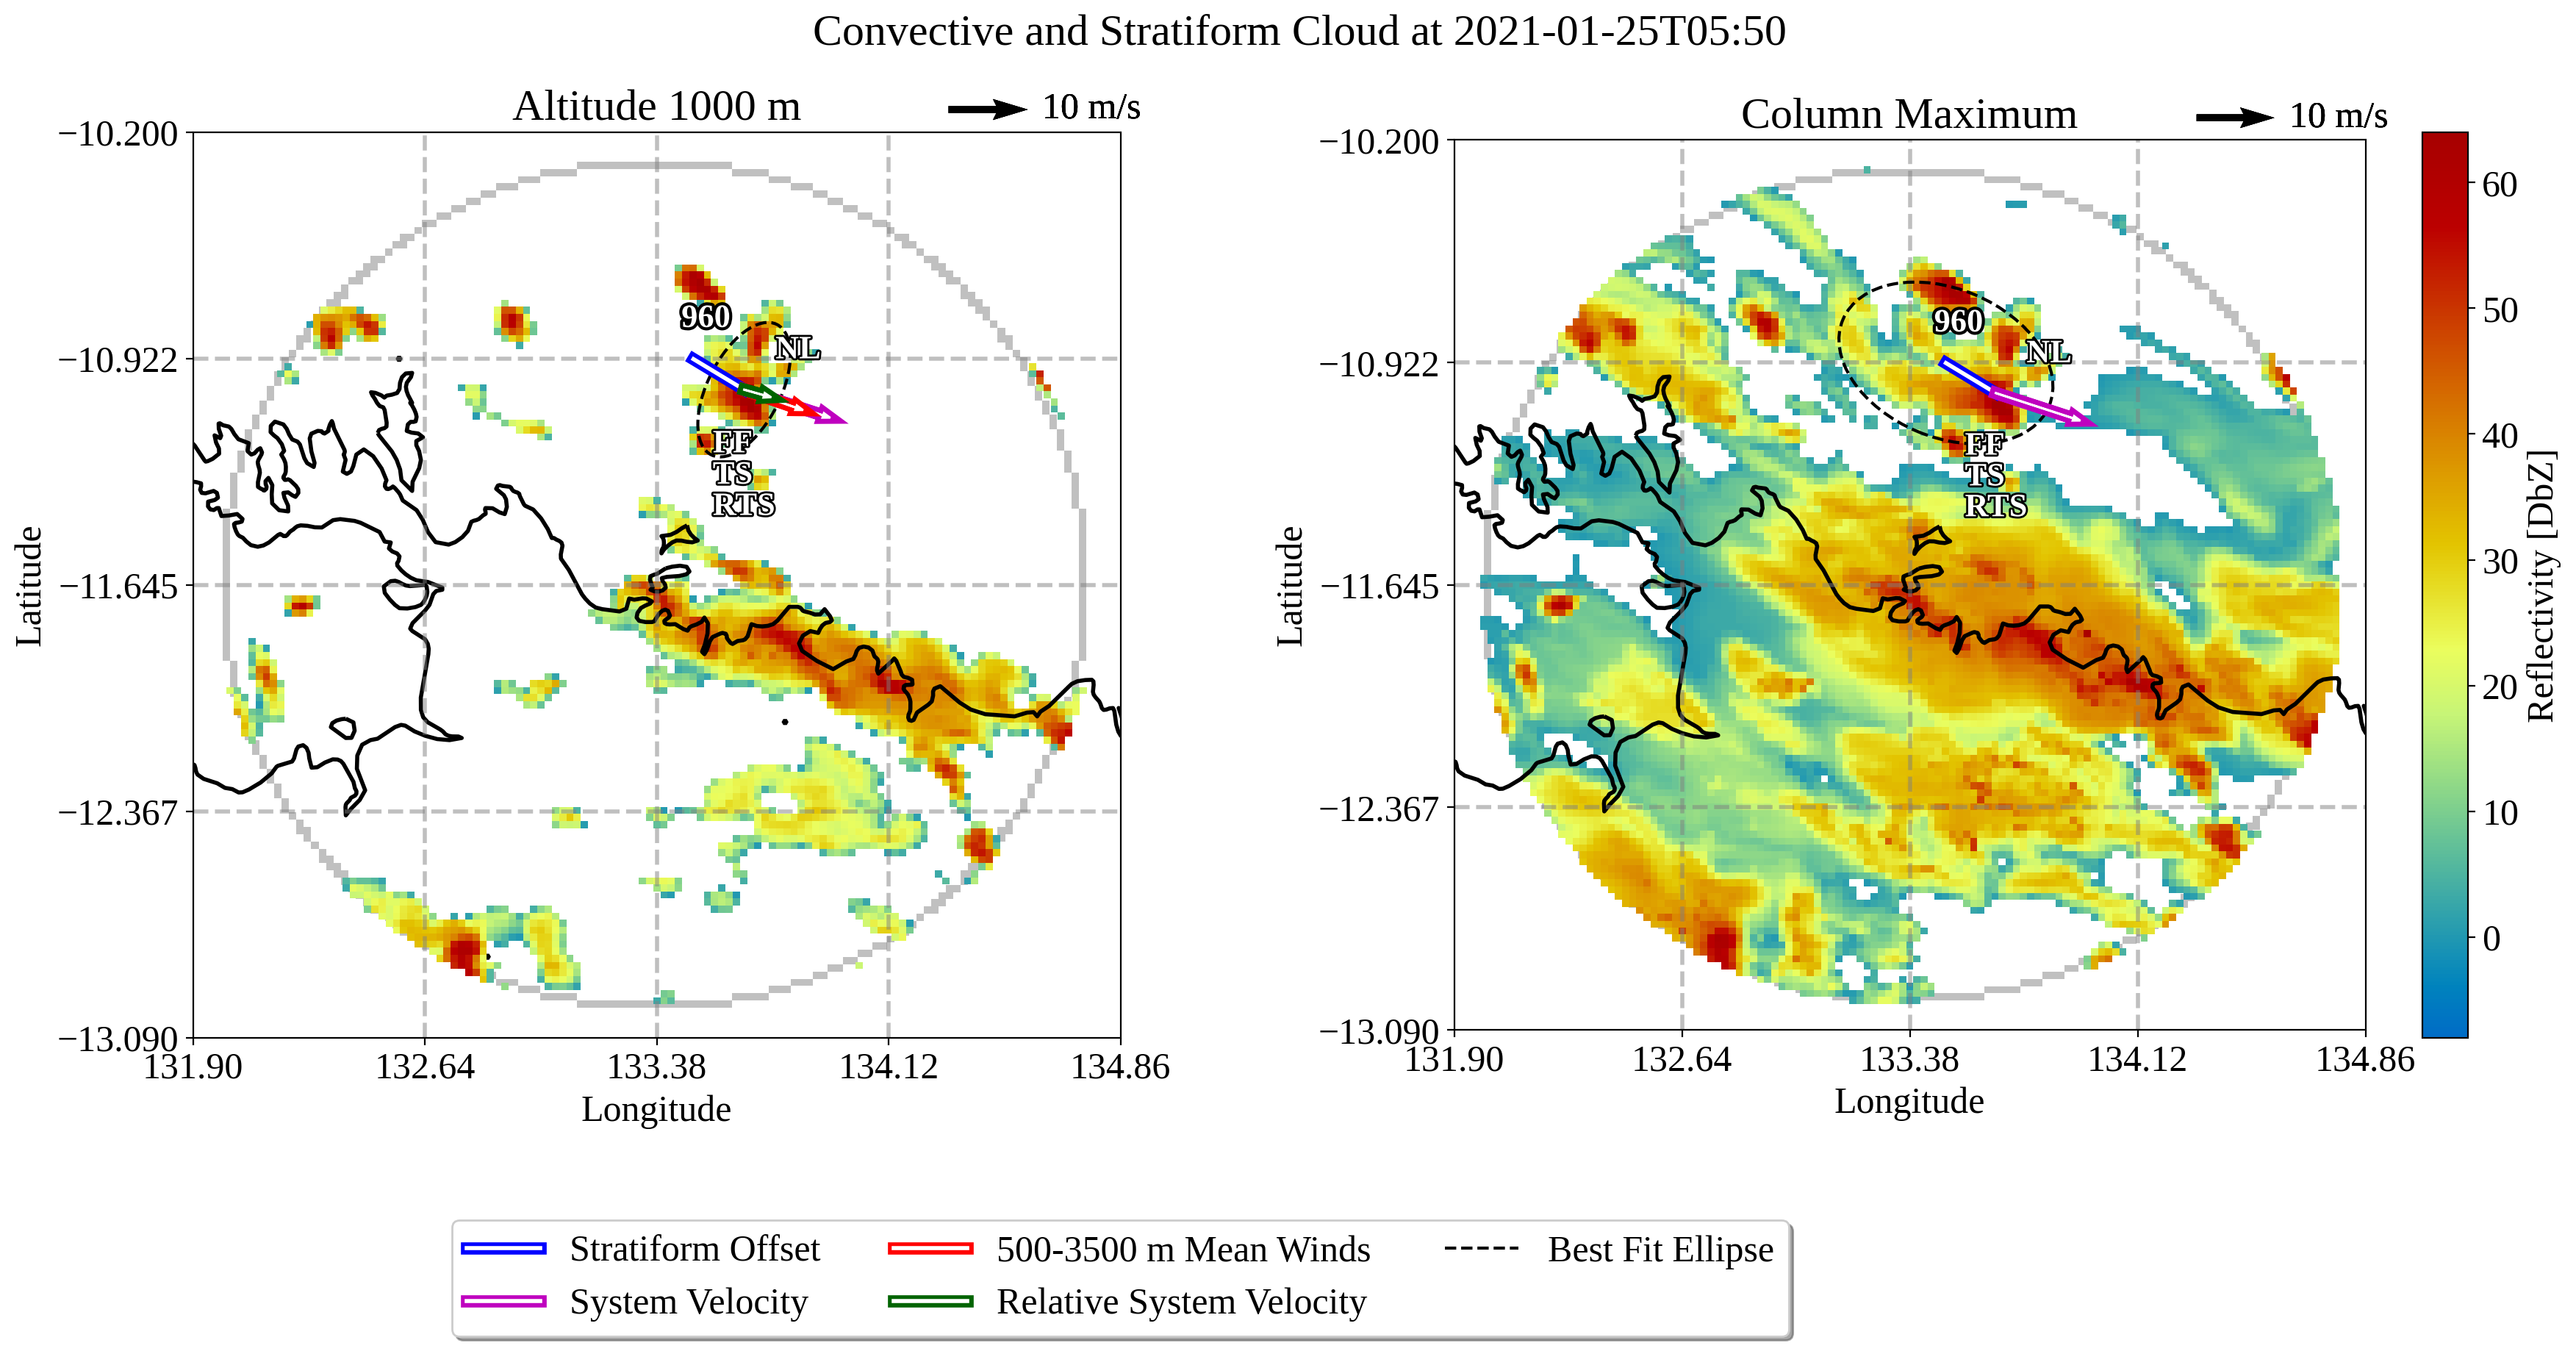 Convective and Stratiform Cloud at 2021-01-25T05:50
Altitude 1000 m
10 m/s
−10.200
−10.922
−11.645
−12.367
−13.090
Latitude
960
NL
FF
TS
RTS
131.90
132.64
133.38
134.12
134.86
Longitude
Column Maximum
10 m/s
−10.200
−10.922
−11.645
−12.367
−13.090
Latitude
960
NL
FF
TS
RTS
131.90
132.64
133.38
134.12
134.86
Longitude
60
50
40
30
20
10
0
Reflectivity [DbZ]
Stratiform Offset
System Velocity
500-3500 m Mean Winds
Relative System Velocity
Best Fit Ellipse